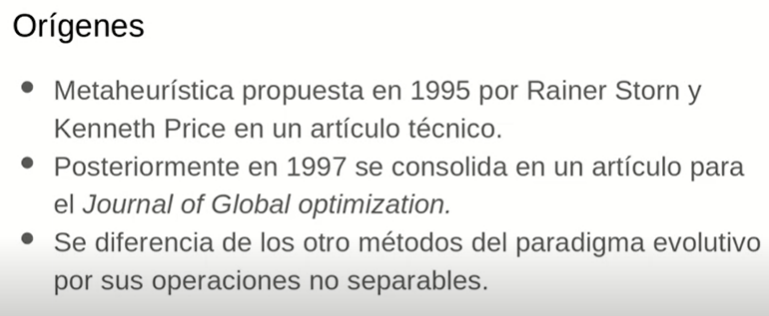 Orígenes
Metaheurística propuesta en 1995 por Rainer Storn y
Kenneth Price en un artículo técnico.
Posteriormente en 1997 se consolida en un artículo para
el Journal of Global optimization.
Se diferencia de los otro métodos del paradigma evolutivo
por sus operaciones no separables.